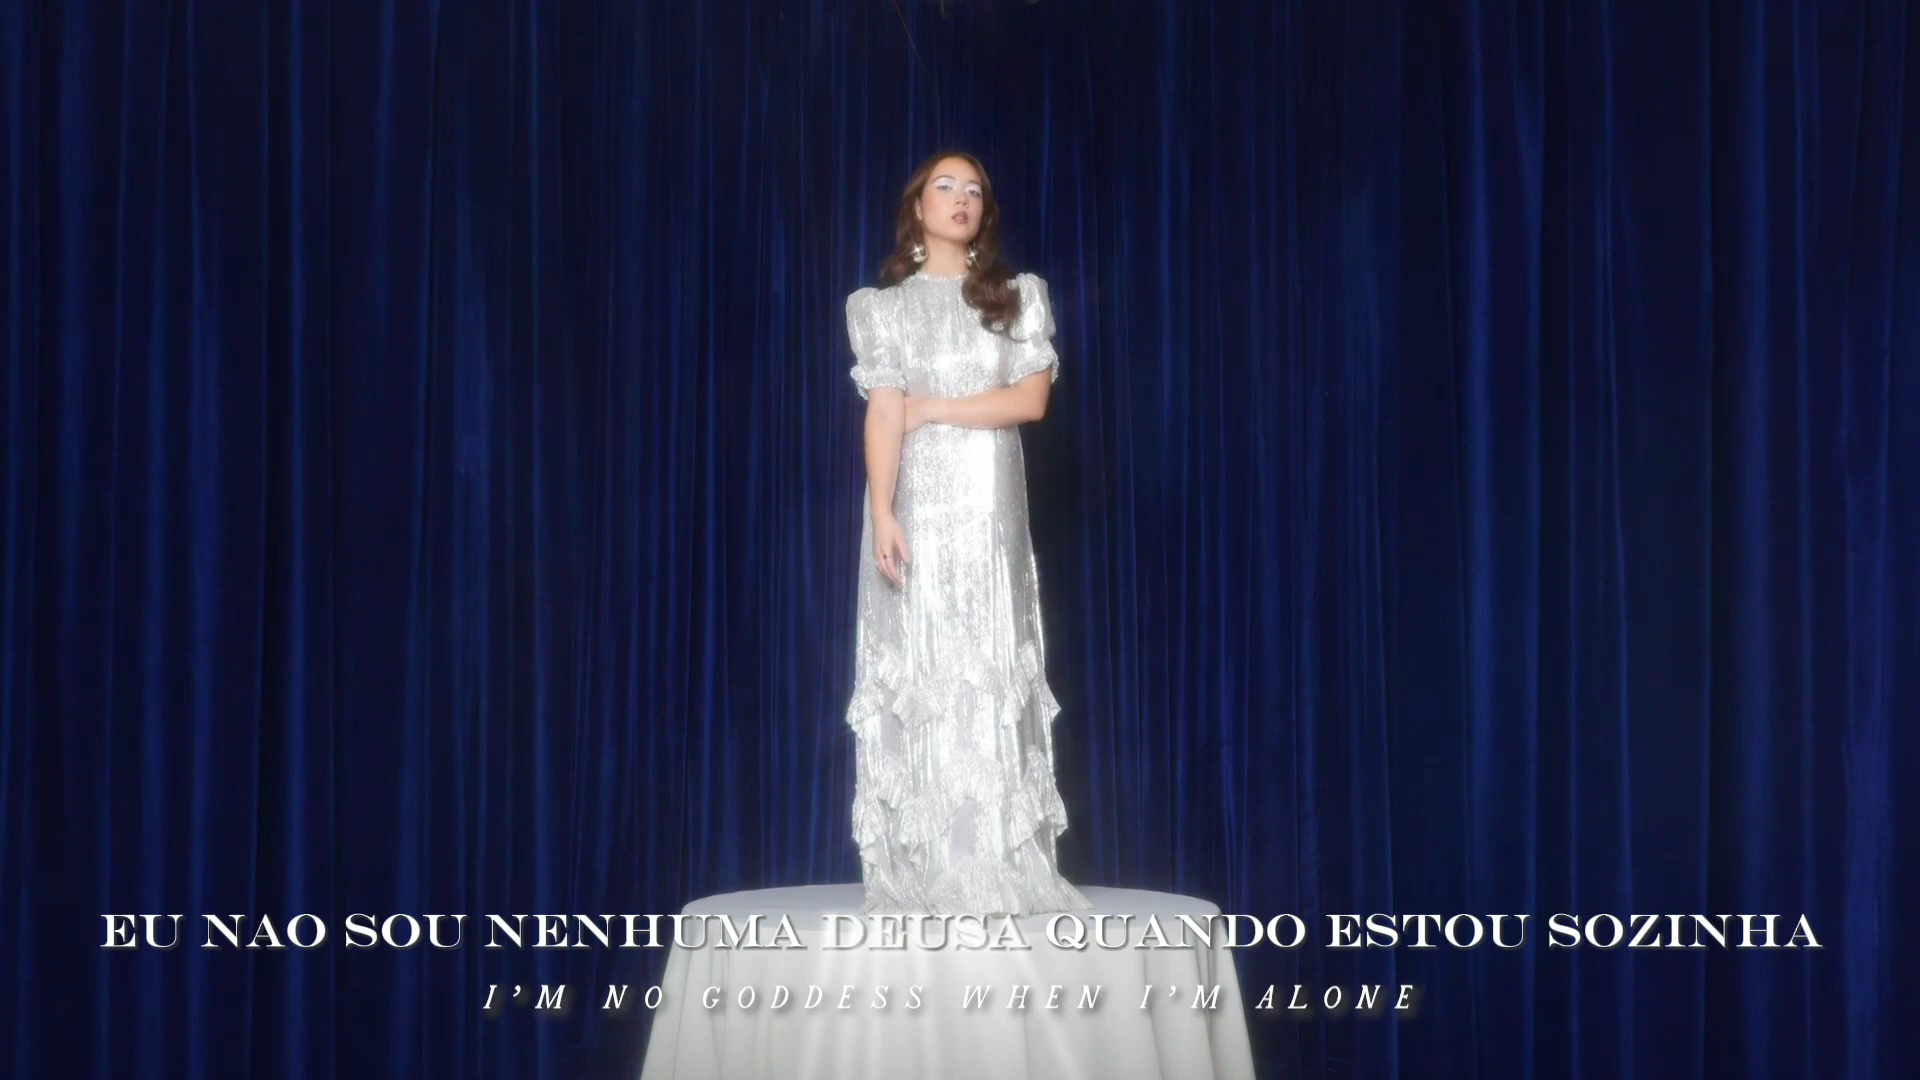 EU NAO SOU NENHUMA DEUSA QUANDO ESTOU SOZINHA
I'M NO GODDESS WHEN I'M ALONE